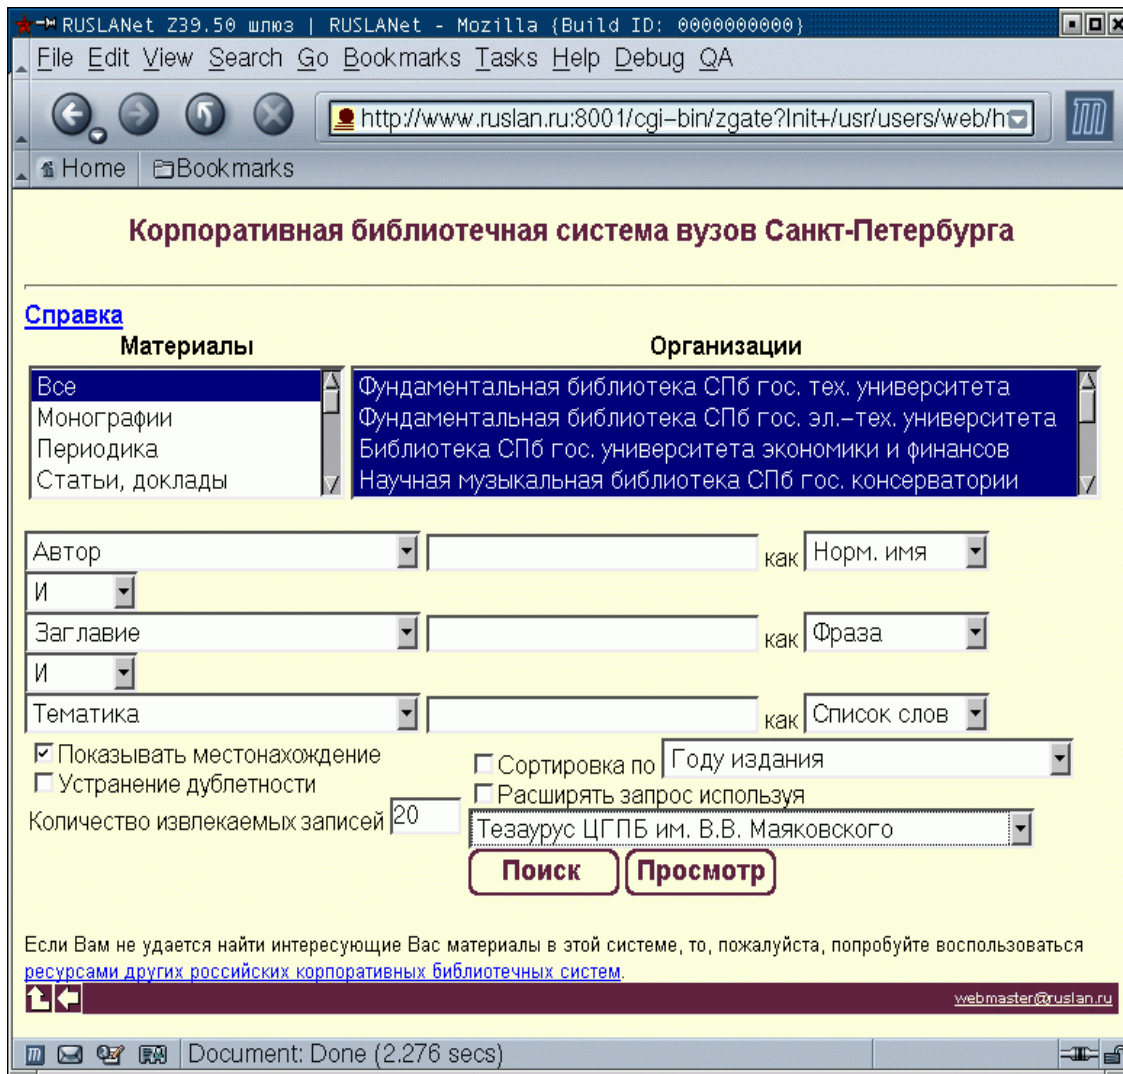 RUSLANet Z39.50 шлюз | RUSLANet - Mozilla {Build ID: 0000000000}
File Edit View Search Go Bookmarks Tasks Help Debug QA
http://www.ruslan.ru:8001/cgi-bin/zgate?Init+/usr/users/web/h
Home Bookmarks
Корпоративная библиотечная система вузов Санкт-Петербурга
Справка
Материалы Организации
Все Фундаментальная библиотека СПб гос. тех. университета
Монографии Фундаментальная библиотека СПб гос. эл.-тех. университета
Периодика Библиотека СПб гос. университета экономики и финансов
Статьи, доклады Научная музыкальная библиотека СПб гос. консерватории
Автор как Норм. имя
И
Заглавие как Фраза
И
Тематика как Список слов
Показывать местонахождение Сортировка по Году издания
Устранение дублетности Расширять запрос используя
Количество извлекаемых записей 20 Тезаурус ЦГПБ им. В.В. Маяковского
Поиск Просмотр
Если Вам не удается найти интересующие Вас материалы в этой системе, то, пожалуйста, попробуйте воспользоваться
ресурсами других российских корпоративных библиотечных систем.
webmaster@ruslan.ru
Document: Done (2.276 secs)